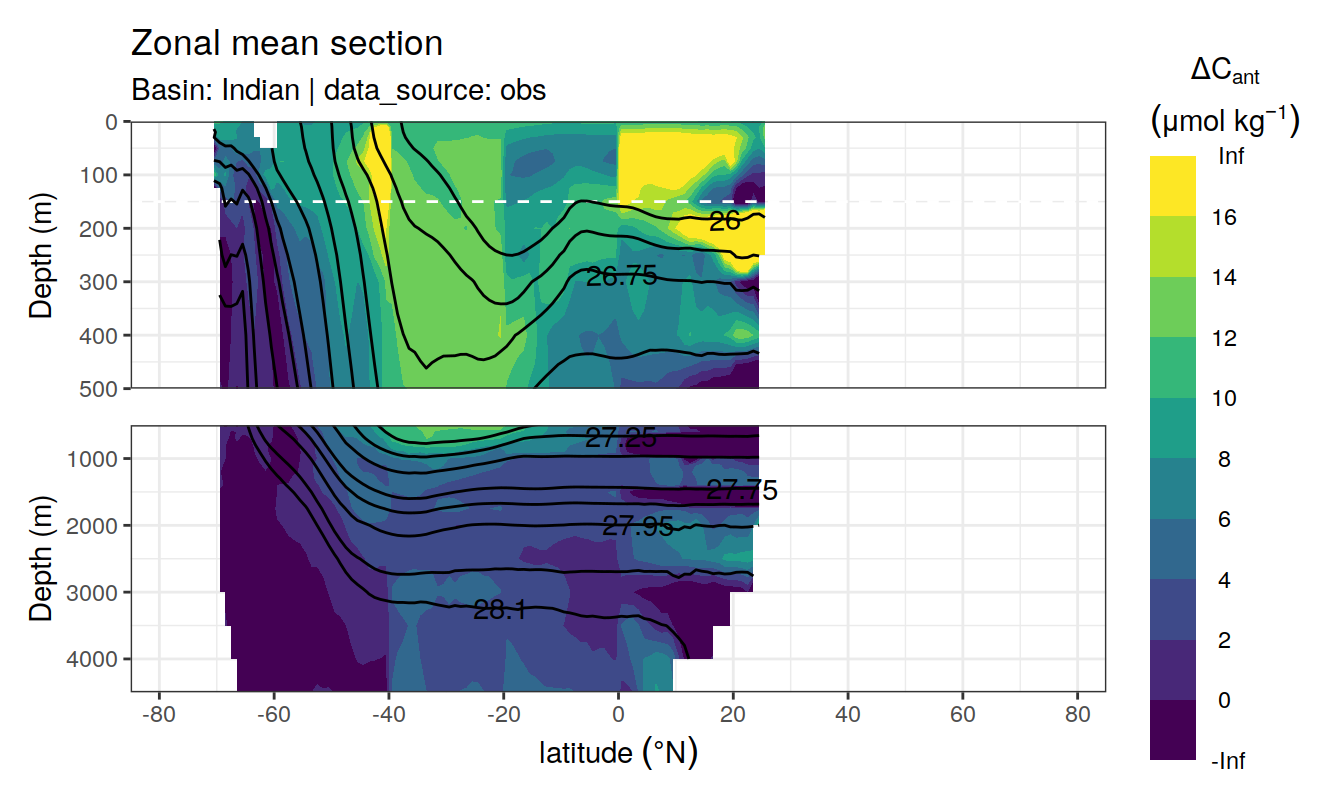 Zonal mean section
Basin: Indian | data_source: obs
ΔCant
(μmol kg⁻¹)
Inf
16
14
12
10
8
6
4
2
0
-Inf
Depth (m)
0
100
200
300
400
500
26
26.75
Depth (m)
1000
2000
3000
4000
27.25
27.75
27.95
28.1
-80 -60 -40 -20 0 20 40 60 80
latitude (°N)